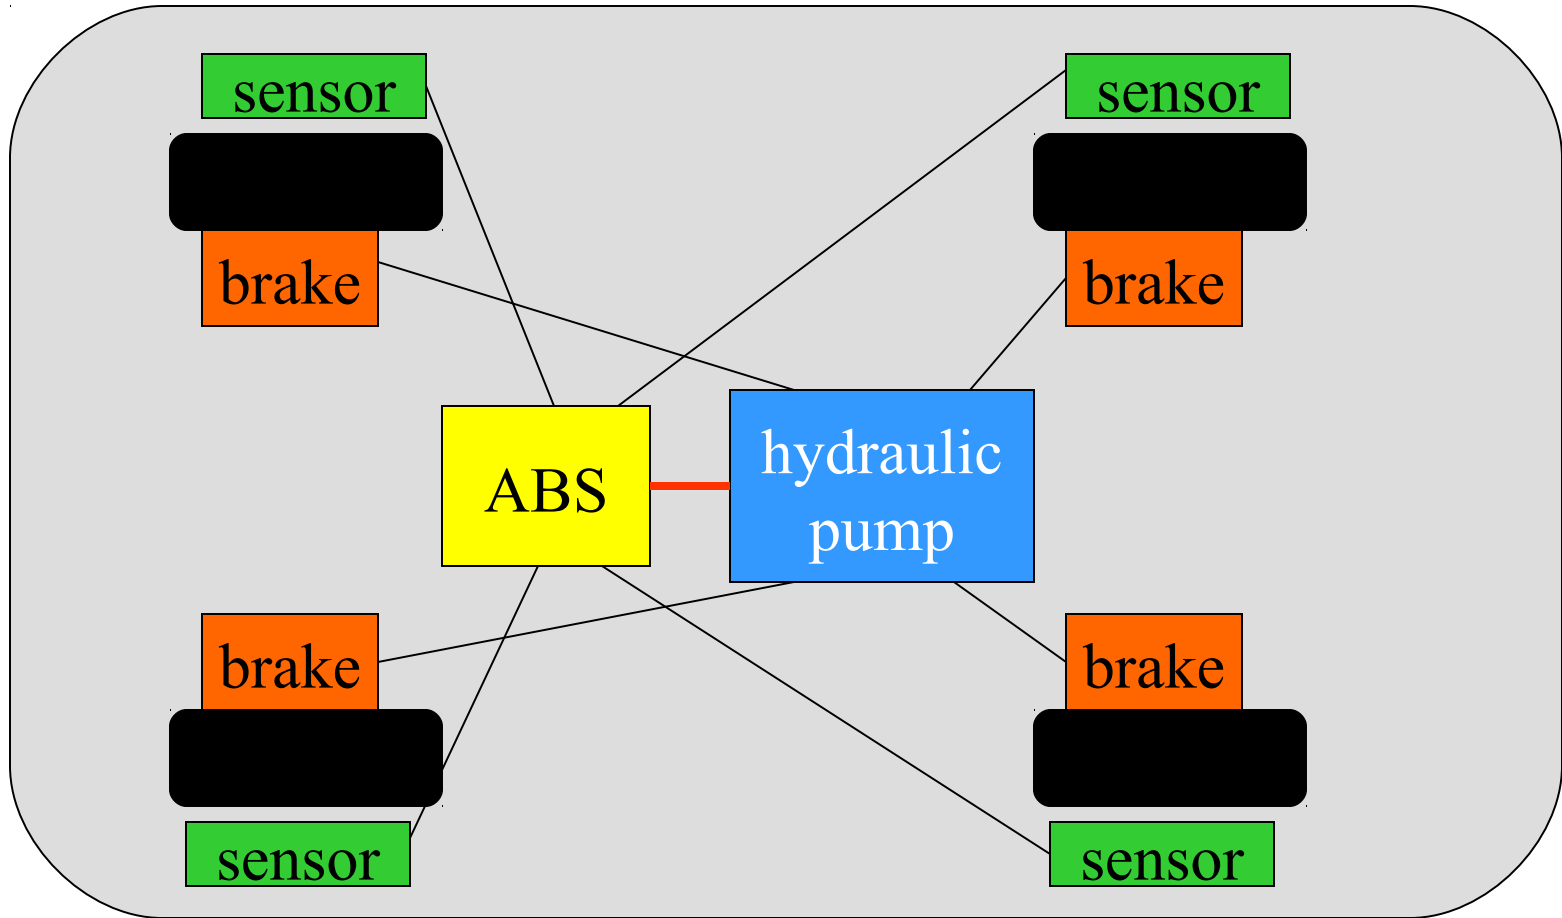 sensor
sensor
brake
brake
ABS
hydraulic
pump
brake
brake
sensor
sensor